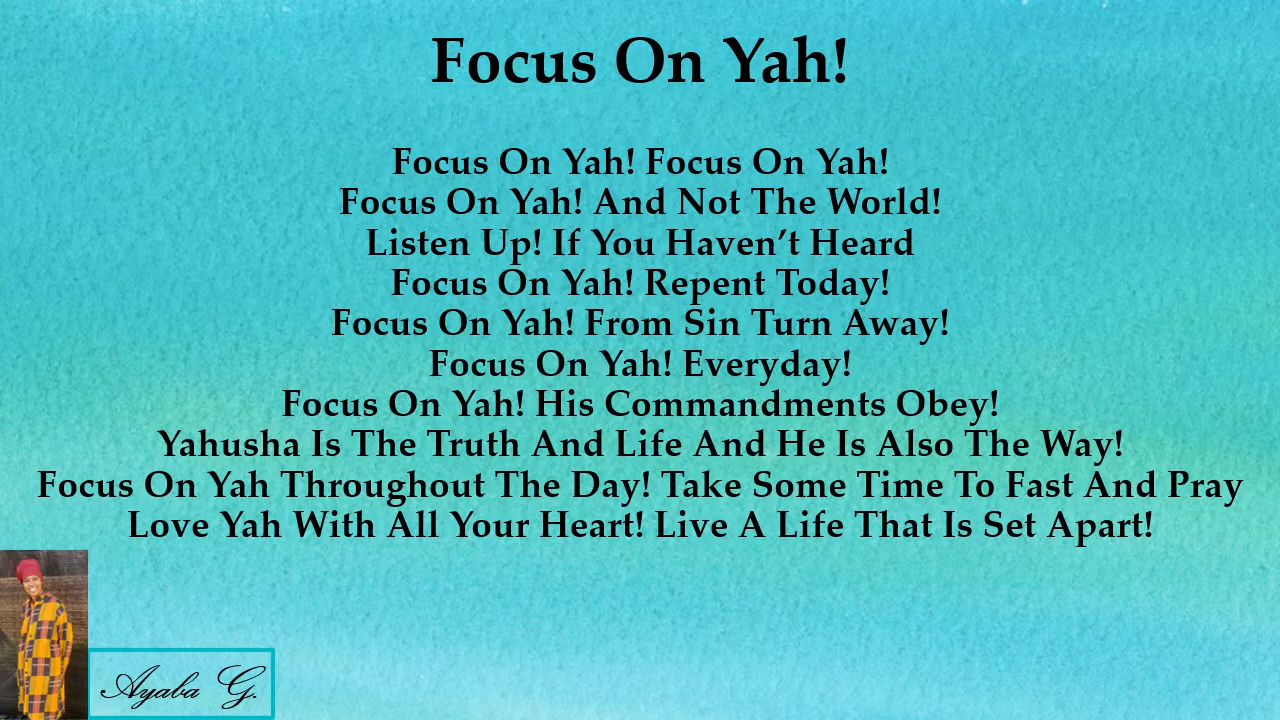 Focus On Yah!
Focus On Yah! Focus On Yah!
Focus On Yah! And Not The World!
Listen Up! If You Haven’t Heard
Focus On Yah! Repent Today!
Focus On Yah! From Sin Turn Away!
Focus On Yah! Everyday!
Focus On Yah! His Commandments Obey!
Yahusha Is The Truth And Life And He Is Also The Way!
Focus On Yah Throughout The Day! Take Some Time To Fast And Pray
Love Yah With All Your Heart! Live A Life That Is Set Apart!
Ayaba G.